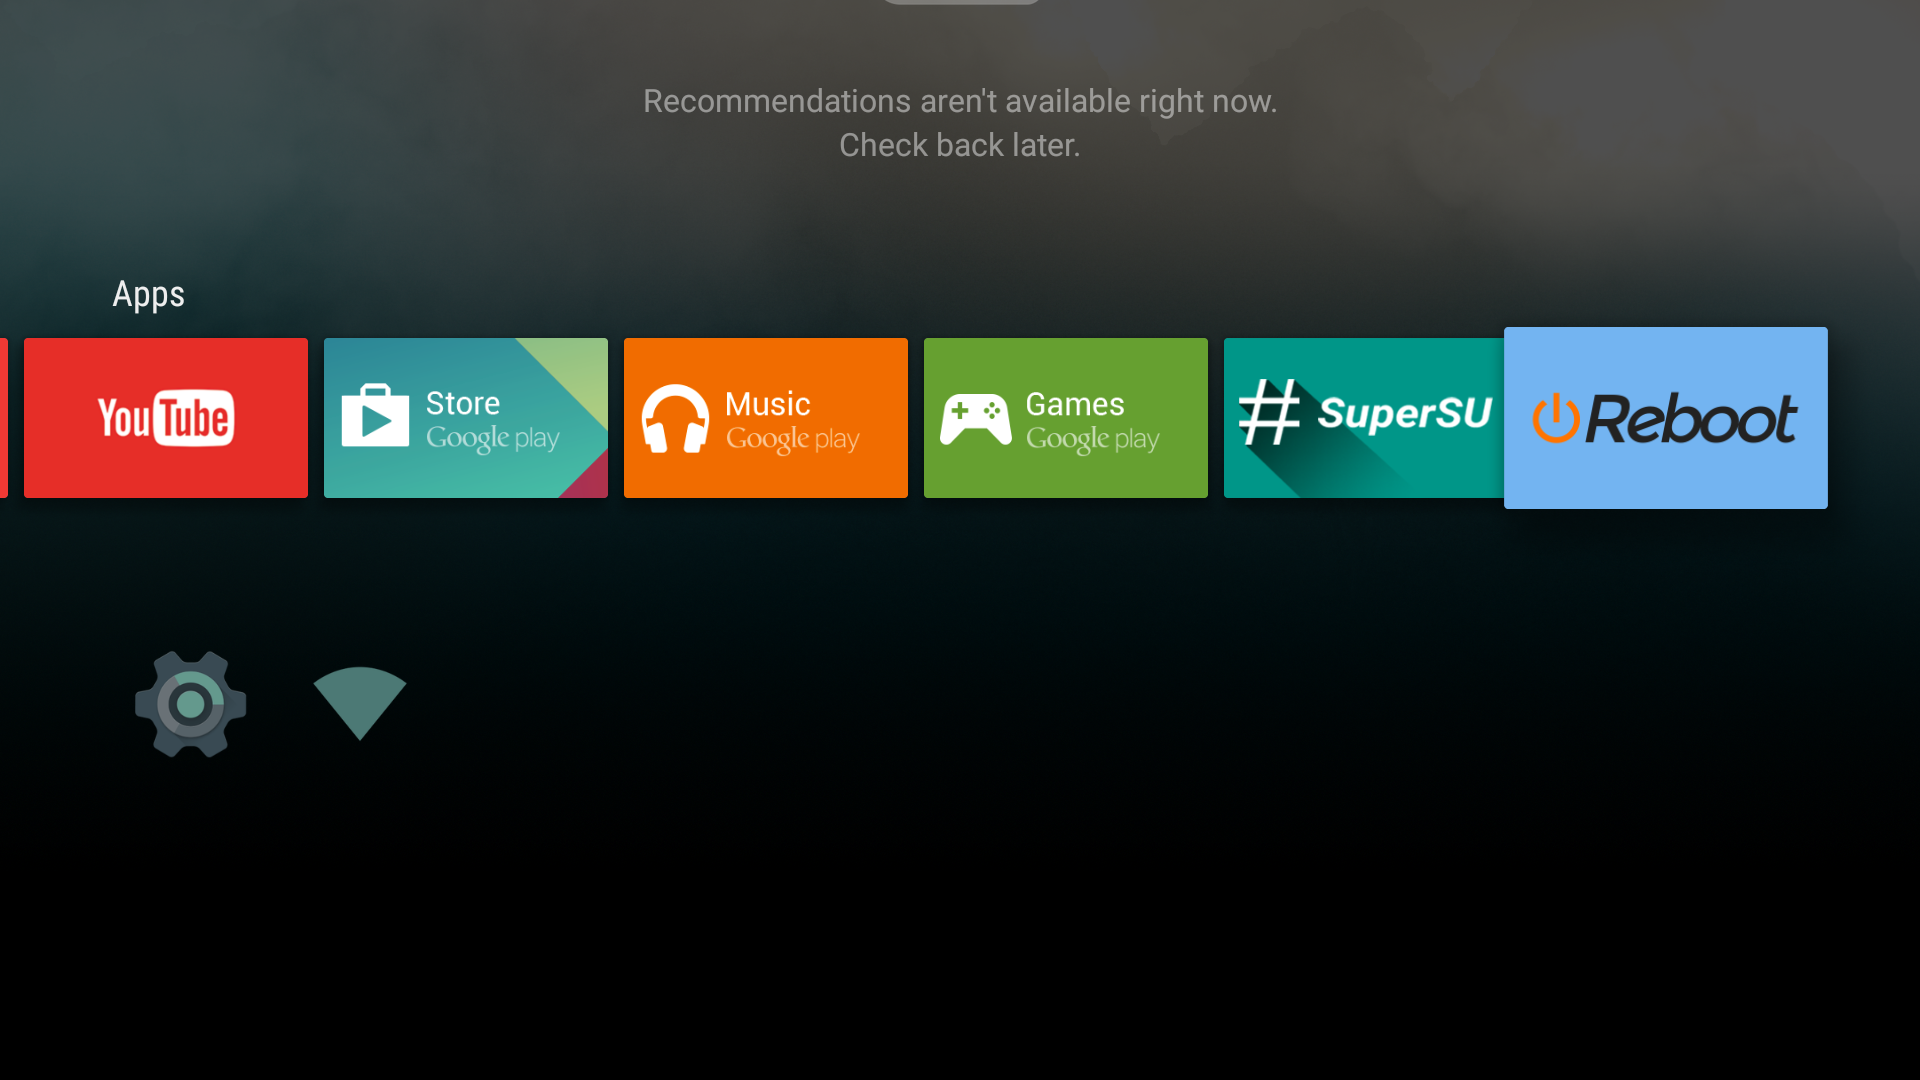 Recommendations aren't available right now.
Check back later.
Apps
YouTube
Store
Google play
Music
Google play
Games
Google play
# SuperSU
Reboot